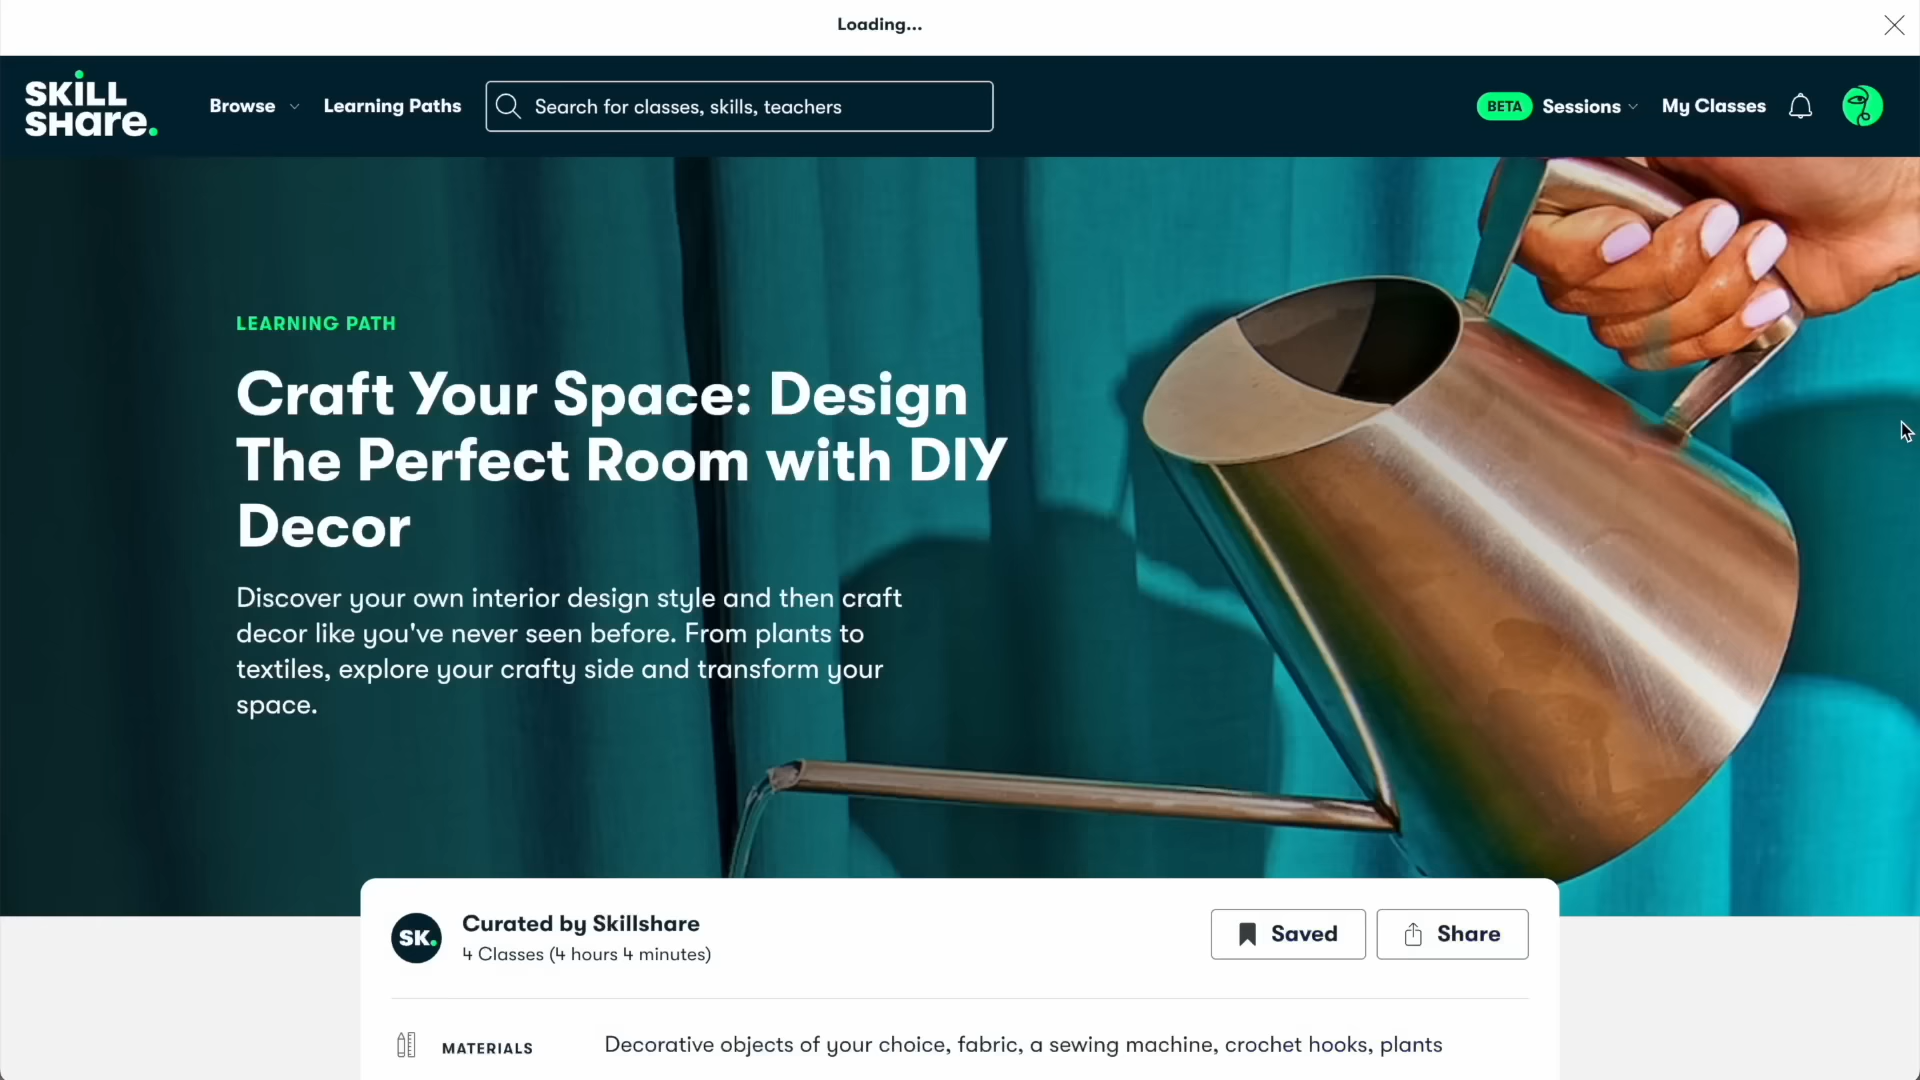 Loading...
SKILL
SHare.
Browse
Learning Paths
Search for classes, skills, teachers
BETA
Sessions
My Classes
LEARNING PATH
Craft Your Space: Design
The Perfect Room with DIY
Decor
Discover your own interior design style and then craft
decor like you've never seen before. From plants to
textiles, explore your crafty side and transform your
space.
SK.
Curated by Skillshare
4 Classes (4 hours 4 minutes)
Saved
Share
MATERIALS
Decorative objects of your choice, fabric, a sewing machine, crochet hooks, plants